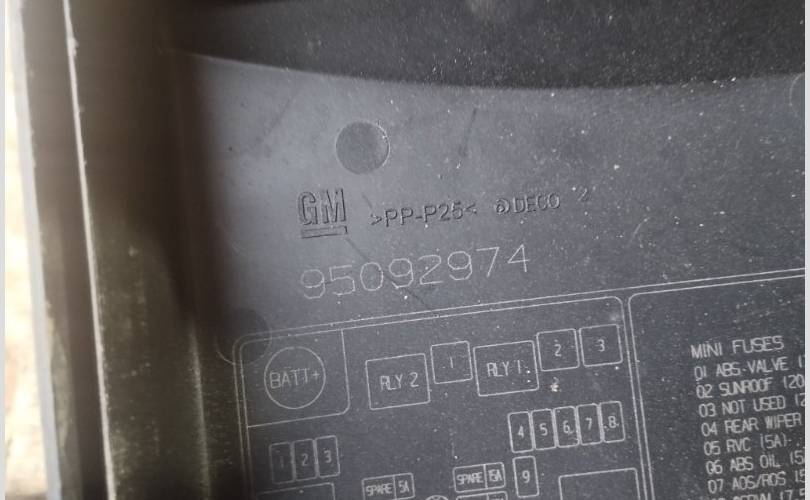 GM >PP-P25< DECO 2
95092974
BATT+
RLY 2
1
RLY 1
2
3
4 5 6 7 8
1 2 3
SPARE 5A
SPARE 15A
9
MINI FUSES
01 ABS-VALVE
02 SUNROOF (20
03 NOT USED
04 REAR WIPER
05 RVC (5A)
06 ABS OIL
07 AOS/ROS